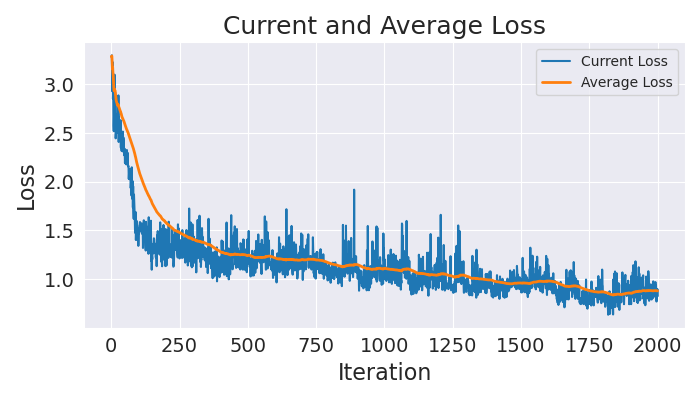 Current and Average Loss
Current Loss
Average Loss
3.0
2.5
2.0
1.5
1.0
Loss
0 250 500 750 1000 1250 1500 1750 2000
Iteration